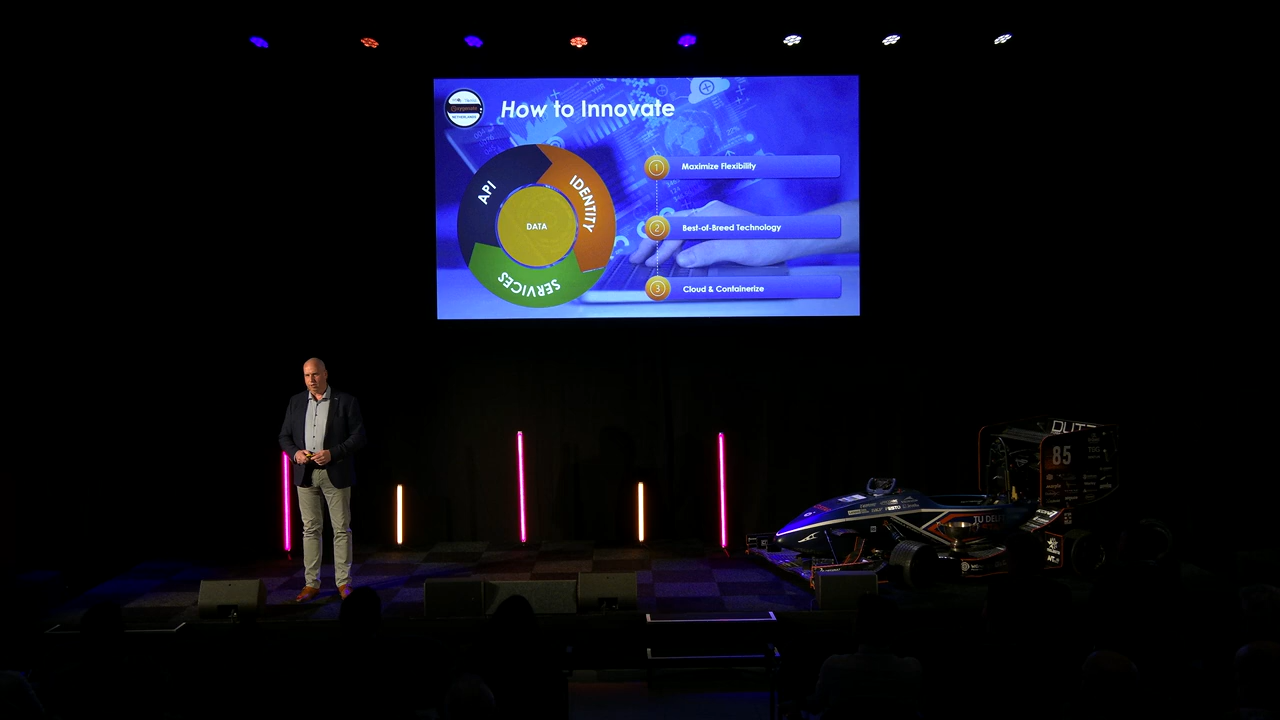 How to Innovate
NETHERLANDS
API
IDENTITY
DATA
SERVICES
1
Maximize Flexibility
2
Best-of-Breed Technology
3
Cloud & Containerize
85
TU DELFT